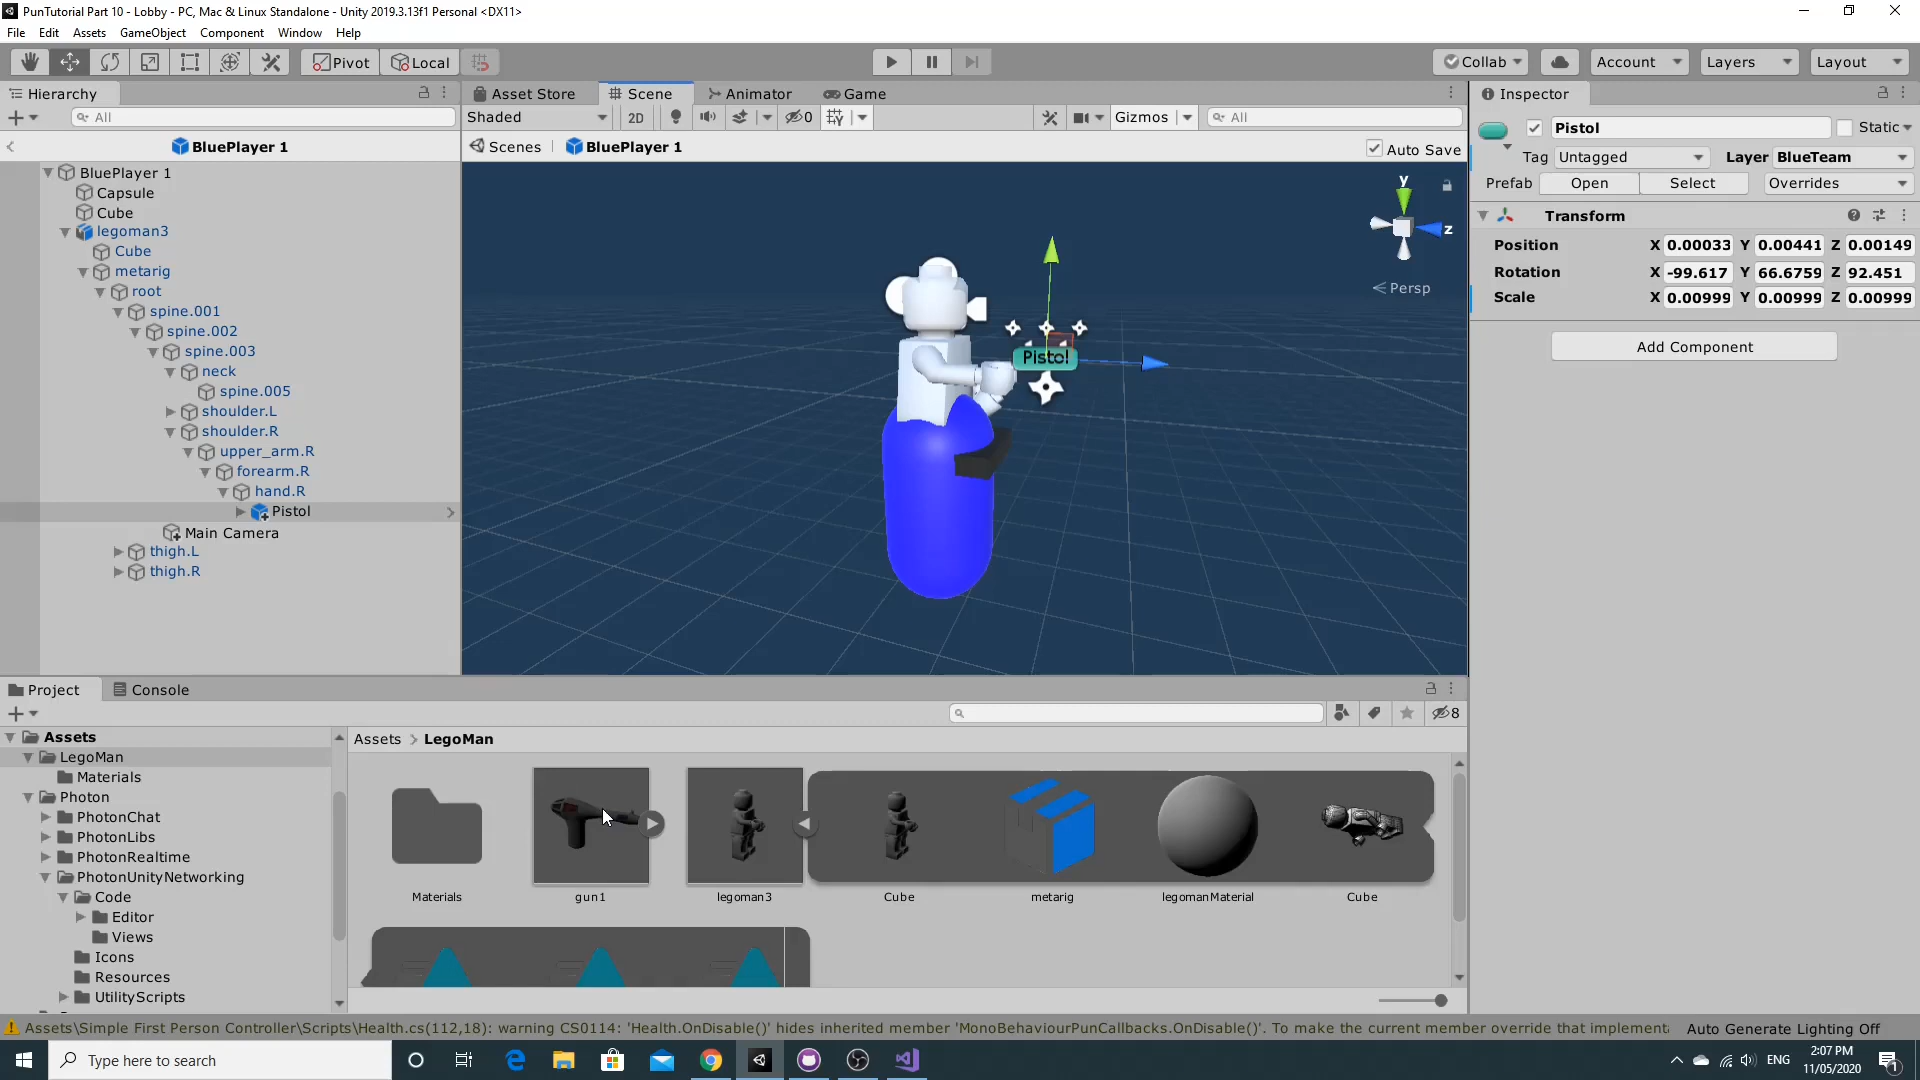 PunTutorial Part 10 - Lobby - PC, Mac & Linux Standalone - Unity 2019.3.13f1 Personal <DX11>
File Edit Assets GameObject Component Window Help
Pivot Local Collab Account Layers Layout
Hierarchy
All
BluePlayer 1
BluePlayer 1
Capsule
Cube
legoman3
Cube
metarig
root
spine.001
spine.002
spine.003
neck
spine.005
shoulder.L
shoulder.R
upper_arm.R
forearm.R
hand.R
Pistol
Main Camera
thigh.L
thigh.R
Asset Store Scene Animator Game
Shaded 2D 0 Gizmos All
Scenes BluePlayer 1 Auto Save
y
z
Persp
Pistol
Inspector
Pistol Static
Tag Untagged Layer BlueTeam
Prefab Open Select Overrides
Transform
Position X 0.00033 Y 0.00441 Z 0.00149
Rotation X -99.617 Y 66.6759 Z 92.451
Scale X 0.00999 Y 0.00999 Z 0.00999
Add Component
Project Console
8
Assets
LegoMan
Materials
Photon
PhotonChat
PhotonLibs
PhotonRealtime
PhotonUnityNetworking
Code
Editor
Views
Icons
Resources
UtilityScripts
Assets > LegoMan
Materials gun1 legoman3 Cube metarig legomanMaterial Cube
Assets\Simple First Person Controller\Scripts\Health.cs(112,18): warning CS0114: 'Health.OnDisable()' hides inherited member 'MonoBehaviourPunCallbacks.OnDisable()'. To make the current member override that implementa
Auto Generate Lighting Off
Type here to search
ENG
2:07 PM
11/05/2020
1